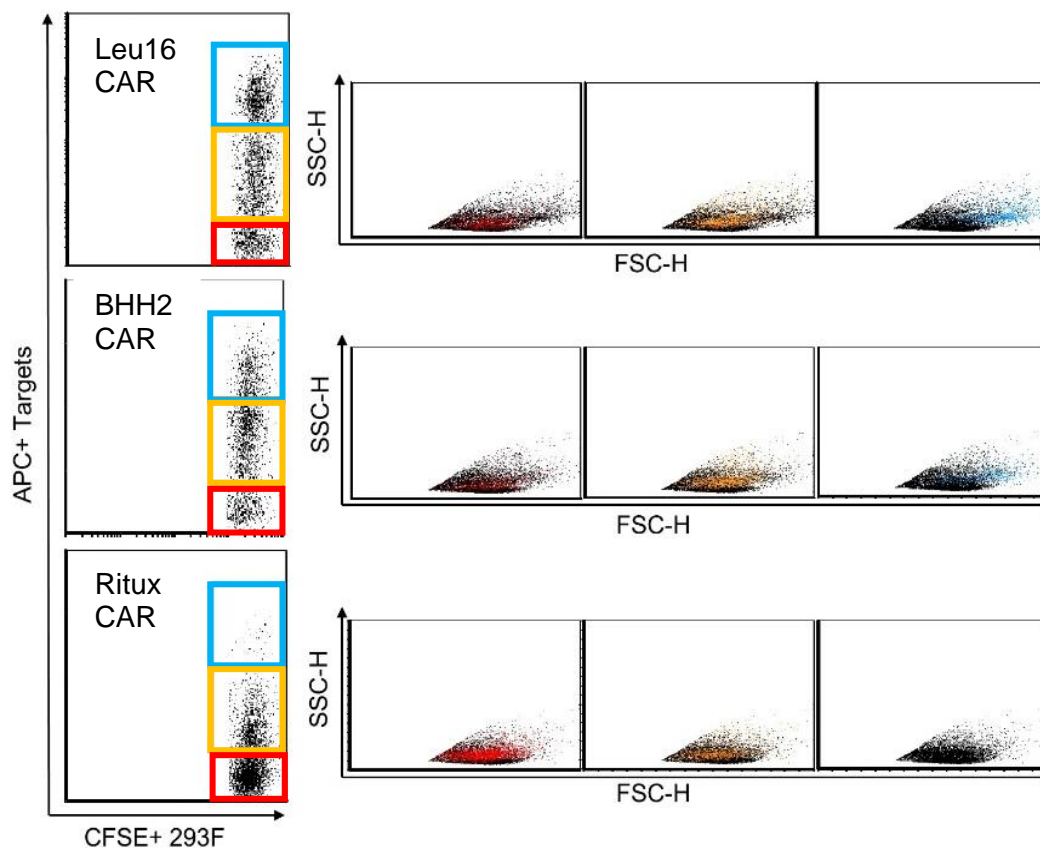 Leu16
CAR
SSC-H
FSC-H
BHH2
CAR
SSC-H
FSC-H
Ritux
CAR
SSC-H
FSC-H
APC+ Targets
CFSE+ 293F